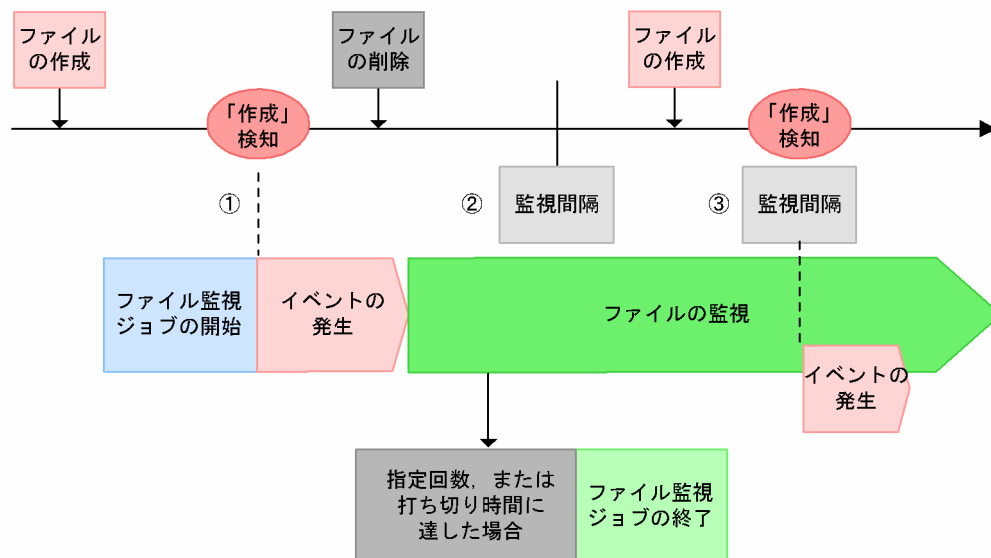 ファイル
の作成
ファイル
の削除
ファイル
の作成
「作成」
検知
「作成」
検知
①
②
監視間隔
③
監視間隔
ファイル監視
ジョブの開始
イベントの
発生
ファイルの監視
イベントの
発生
指定回数，または
打ち切り時間に
達した場合
ファイル監視
ジョブの終了